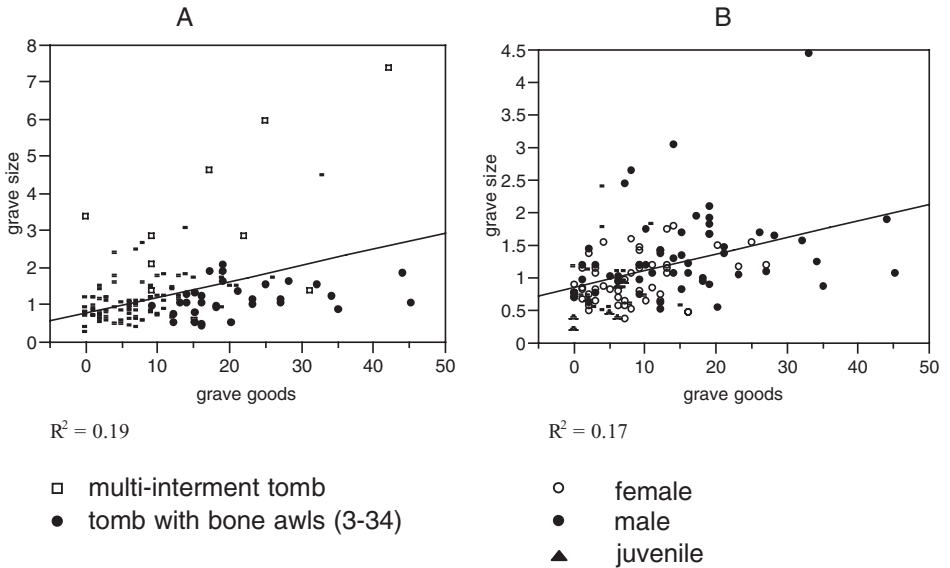 A
B
8
7
6
5
4
3
2
1
0
grave size
0 10 20 30 40 50
grave goods
R² = 0.19
multi-interment tomb
tomb with bone awls (3-34)
4.5
4
3.5
3
2.5
2
1.5
1
0.5
0
grave size
0 10 20 30 40 50
grave goods
R² = 0.17
female
male
juvenile